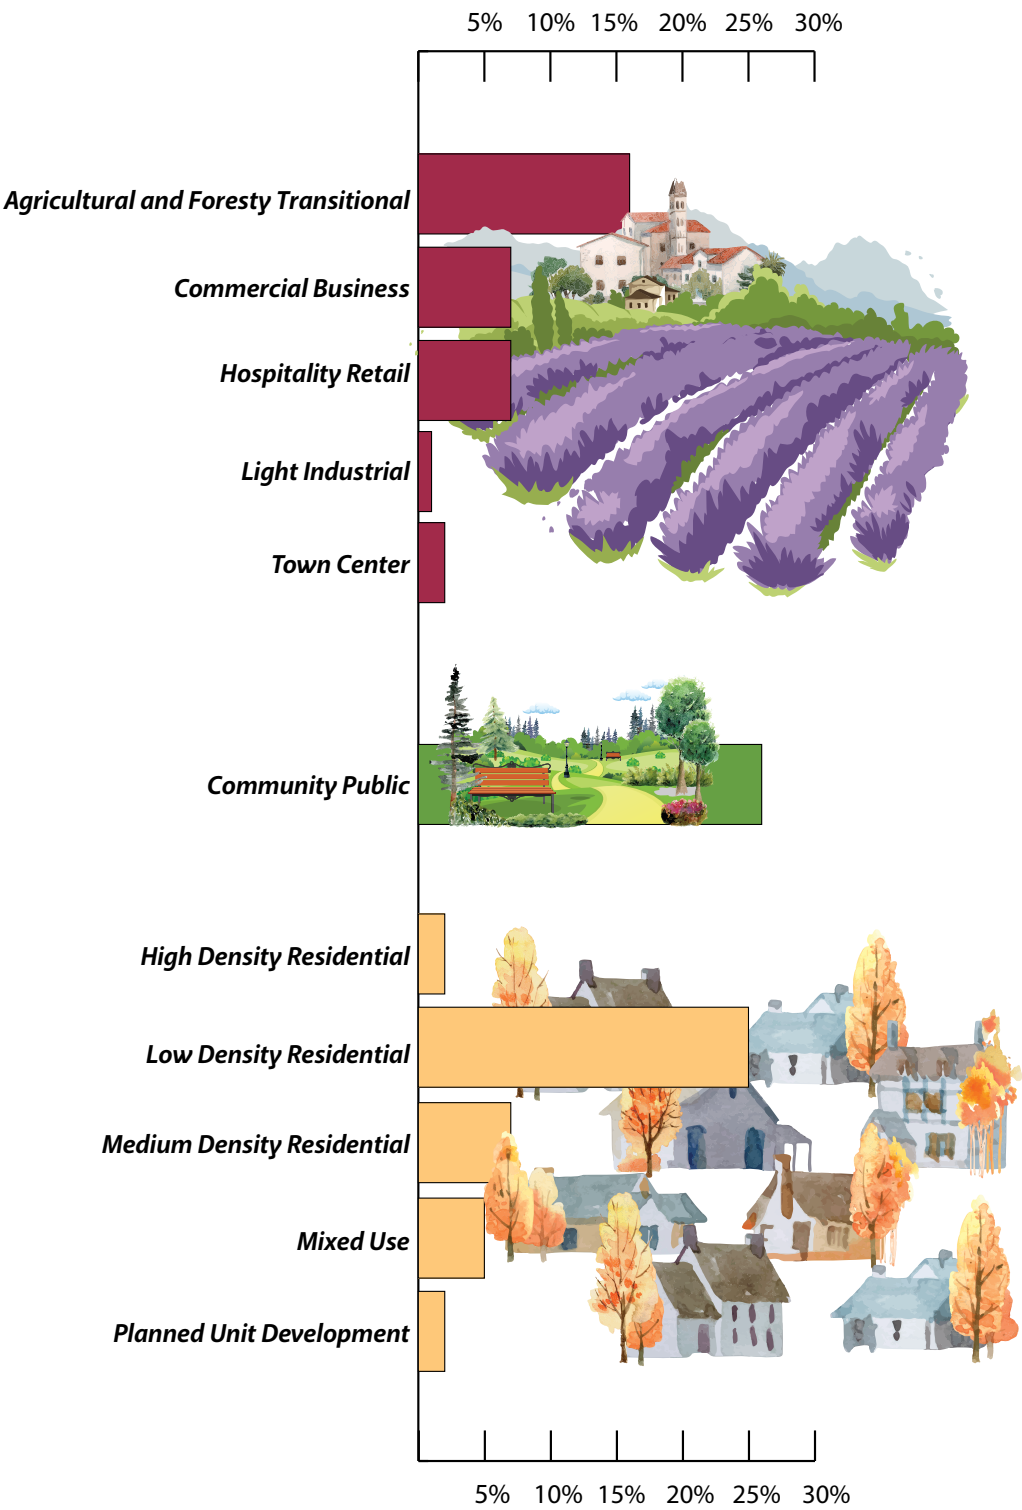 5% 10% 15% 20% 25% 30%
Agricultural and Foresty Transitional
Commercial Business
Hospitality Retail
Light Industrial
Town Center
Community Public
High Density Residential
Low Density Residential
Medium Density Residential
Mixed Use
Planned Unit Development
5% 10% 15% 20% 25% 30%